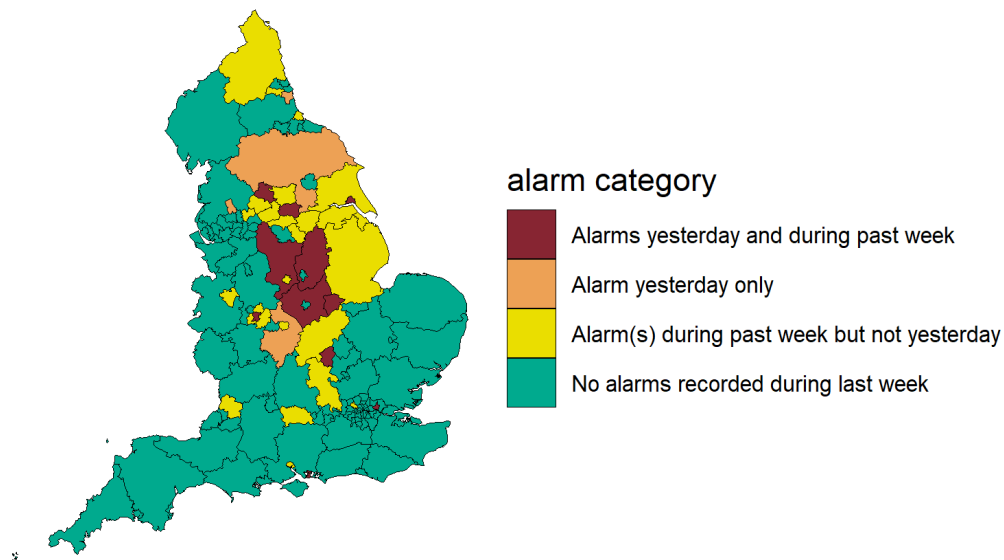 alarm category
Alarms yesterday and during past week
Alarm yesterday only
Alarm(s) during past week but not yesterday
No alarms recorded during last week